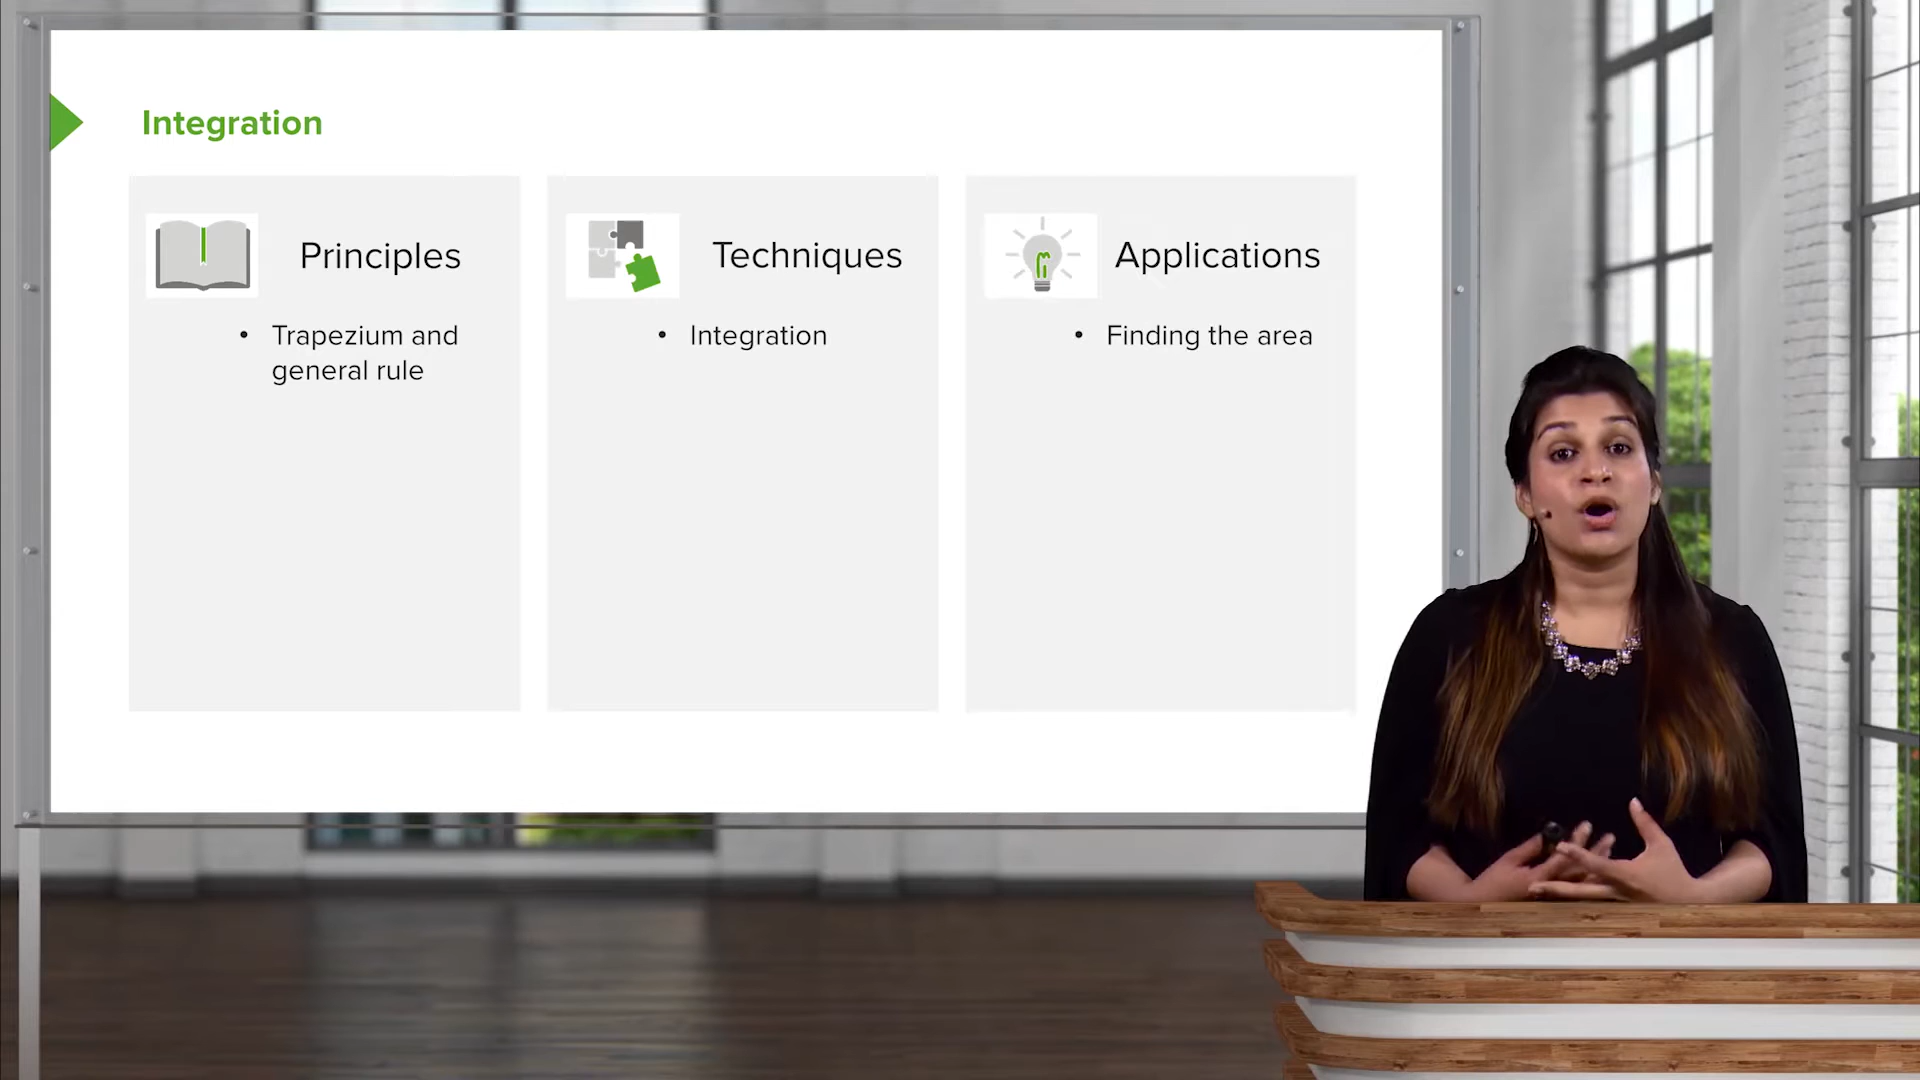 Integration
Principles
• Trapezium and
general rule
Techniques
• Integration
Applications
• Finding the area